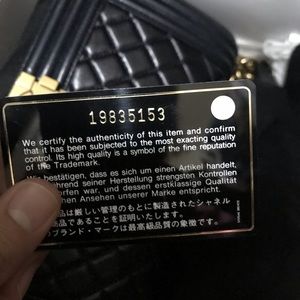 19835153
We certify the authenticity of this item and confirm
that it has been subjected to the most exacting quality
control. Its high quality is a symbol of the fine reputation
of the Trademark.
Wir bestätigen, dass es sich um einen Artikel handelt,
während seiner Herstellung strengsten Kontrollen
worfen war, und dessen erstklassige Qualität
hohen Ansehen unserer Marke entspricht.
品は厳しい管理のもとに製造されたシャネル
品であることを証明いたします。
ブランド・マークは最高級品質の象徴です。